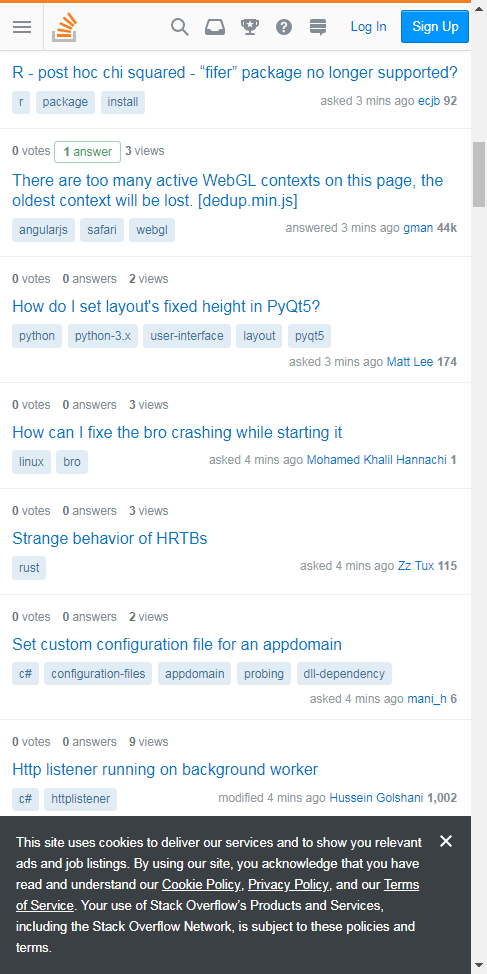 Log In
Sign Up
R - post hoc chi squared - “fifer” package no longer supported?
r package install
asked 3 mins ago ecjb 92
0 votes 1 answer 3 views
There are too many active WebGL contexts on this page, the
oldest context will be lost. [dedup.min.js]
angularjs safari webgl
answered 3 mins ago gman 44k
0 votes 0 answers 2 views
How do I set layout's fixed height in PyQt5?
python python-3.x user-interface layout pyqt5
asked 3 mins ago Matt Lee 174
0 votes 0 answers 3 views
How can I fixe the bro crashing while starting it
linux bro
asked 4 mins ago Mohamed Khalil Hannachi 1
0 votes 0 answers 3 views
Strange behavior of HRTBs
rust
asked 4 mins ago Zz Tux 115
0 votes 0 answers 2 views
Set custom configuration file for an appdomain
c# configuration-files appdomain probing dll-dependency
asked 4 mins ago mani_h 6
0 votes 0 answers 9 views
Http listener running on background worker
c# httplistener
modified 4 mins ago Hussein Golshani 1,002
This site uses cookies to deliver our services and to show you relevant
ads and job listings. By using our site, you acknowledge that you have
read and understand our Cookie Policy, Privacy Policy, and our Terms
of Service. Your use of Stack Overflow’s Products and Services,
including the Stack Overflow Network, is subject to these policies and
terms.